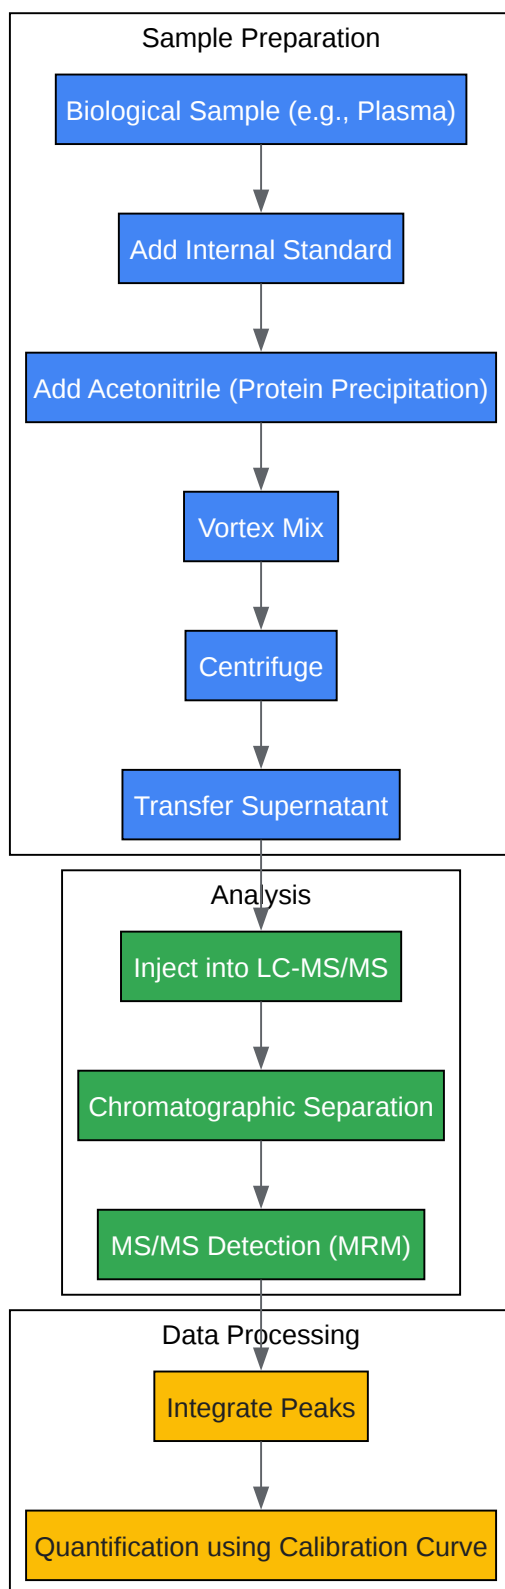 Sample Preparation
Biological Sample (e.g., Plasma)
Add Internal Standard
Add Acetonitrile (Protein Precipitation)
Vortex Mix
Centrifuge
Transfer Supernatant
Analysis
Inject into LC-MS/MS
Chromatographic Separation
MS/MS Detection (MRM)
Data Processing
Integrate Peaks
Quantification using Calibration Curve